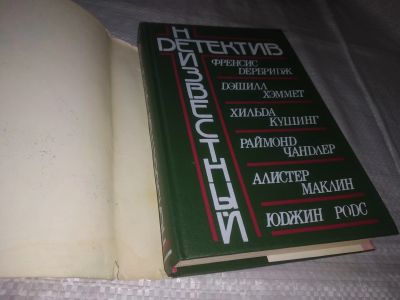 ДЕТЕКТИВ
НЕИЗВЕСТНЫЙ
ФРЕНСИС
ДЕРБРИДЖ
ДЭШИЛЛ
ХЭММЕТ
ХИЛЬДА
КУШИНГ
РАЙМОНД
ЧАНДЛЕР
АЛИСТЕР
МАКЛИН
ЮДЖИН РОДС